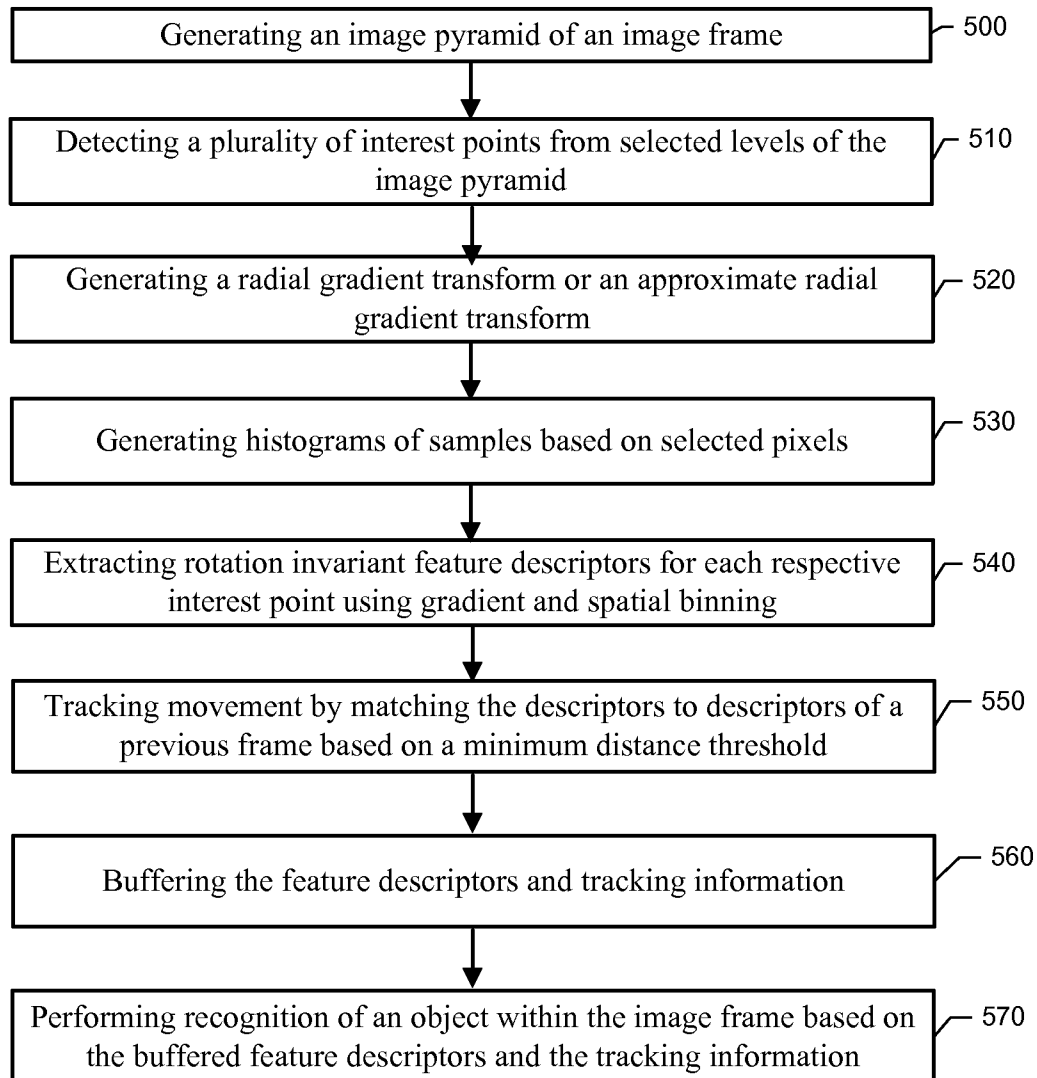 Generating an image pyramid of an image frame
500
Detecting a plurality of interest points from selected levels of the
image pyramid
510
Generating a radial gradient transform or an approximate radial
gradient transform
520
Generating histograms of samples based on selected pixels
530
Extracting rotation invariant feature descriptors for each respective
interest point using gradient and spatial binning
540
Tracking movement by matching the descriptors to descriptors of a
previous frame based on a minimum distance threshold
550
Buffering the feature descriptors and tracking information
560
Performing recognition of an object within the image frame based on
the buffered feature descriptors and the tracking information
570